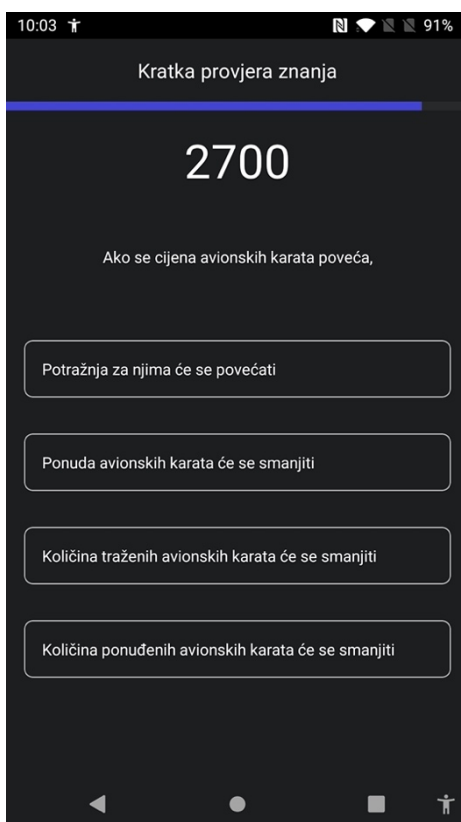 10:03 91%
Kratka provjera znanja
2700
Ako se cijena avionskih karata poveća,
Potražnja za njima će se povećati
Ponuda avionskih karata će se smanjiti
Količina traženih avionskih karata će se smanjiti
Količina ponuđenih avionskih karata će se smanjiti